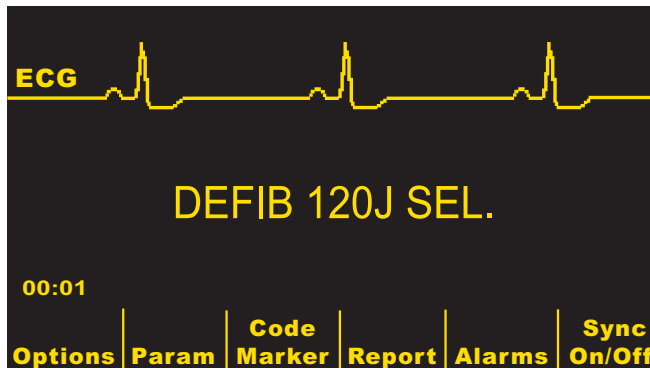 ECG
DEFIB 120J SEL.
00:01
Options Param Code Marker Report Alarms Sync On/Off